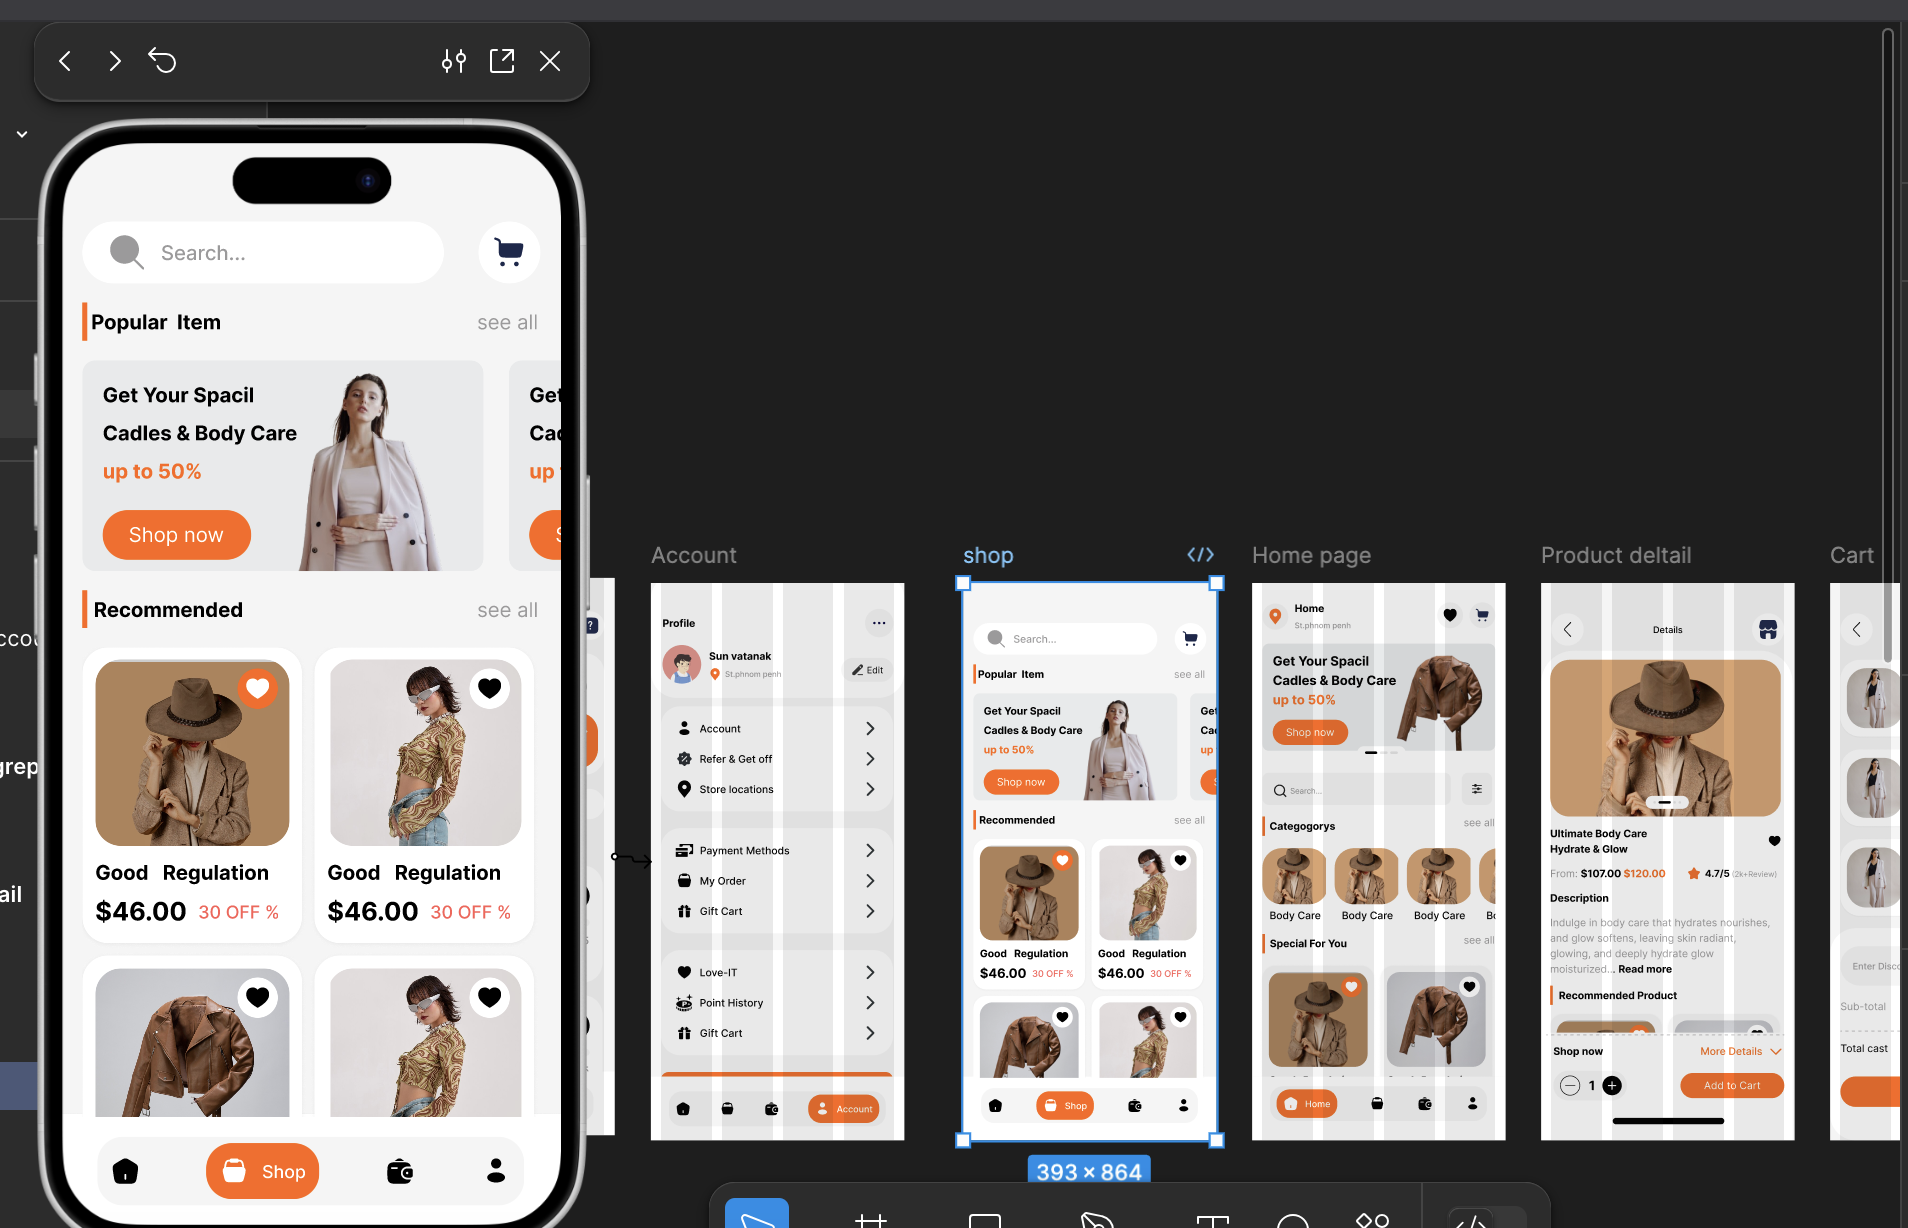 Search...
Popular Item
see all
Get Your Spacil
Cadles & Body Care
up to 50%
Shop now
Get
up
Recommended
see all
Good Regulation
$46.00 30 OFF %
Good Regulation
$46.00 30 OFF %
Shop
grep
ail
Account
Profile
Sun vatanak
St.phnom penh
Edit
Account
Refer & Get off
Store locations
Payment Methods
My Order
Gift Cart
Love-IT
Point History
Gift Cart
Account
shop
Search...
Popular Item
see all
Get Your Spacil
Cadles & Body Care
up to 50%
Shop now
Get
Cac
up
Recommended
see all
Good Regulation
$46.00 30 OFF %
Good Regulation
$46.00 30 OFF %
Shop
393 × 864
Home page
Home
St.phnom penh
Get Your Spacil
Cadles & Body Care
up to 50%
Shop now
Search...
Categogorys
see all
Body Care
Body Care
Body Care
Special For You
see all
Home
Product deltail
Details
Ultimate Body Care
Hydrate & Glow
From: $107.00 $120.00
4.7/5 (2k+Review)
Description
Indulge in body care that hydrates nourishes,
and glow softens, leaving skin radiant,
glowing, and deeply hydrate glow
moisturized... Read more
Recommended Product
Shop now
More Details
1
Add to Cart
Cart
Enter Disco
Sub-total
Total cast